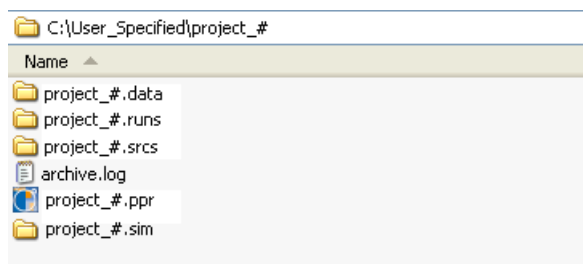 C:\User_Specified\project_#
Name
project_#.data
project_#.runs
project_#.srcs
archive.log
project_#.ppr
project_#.sim